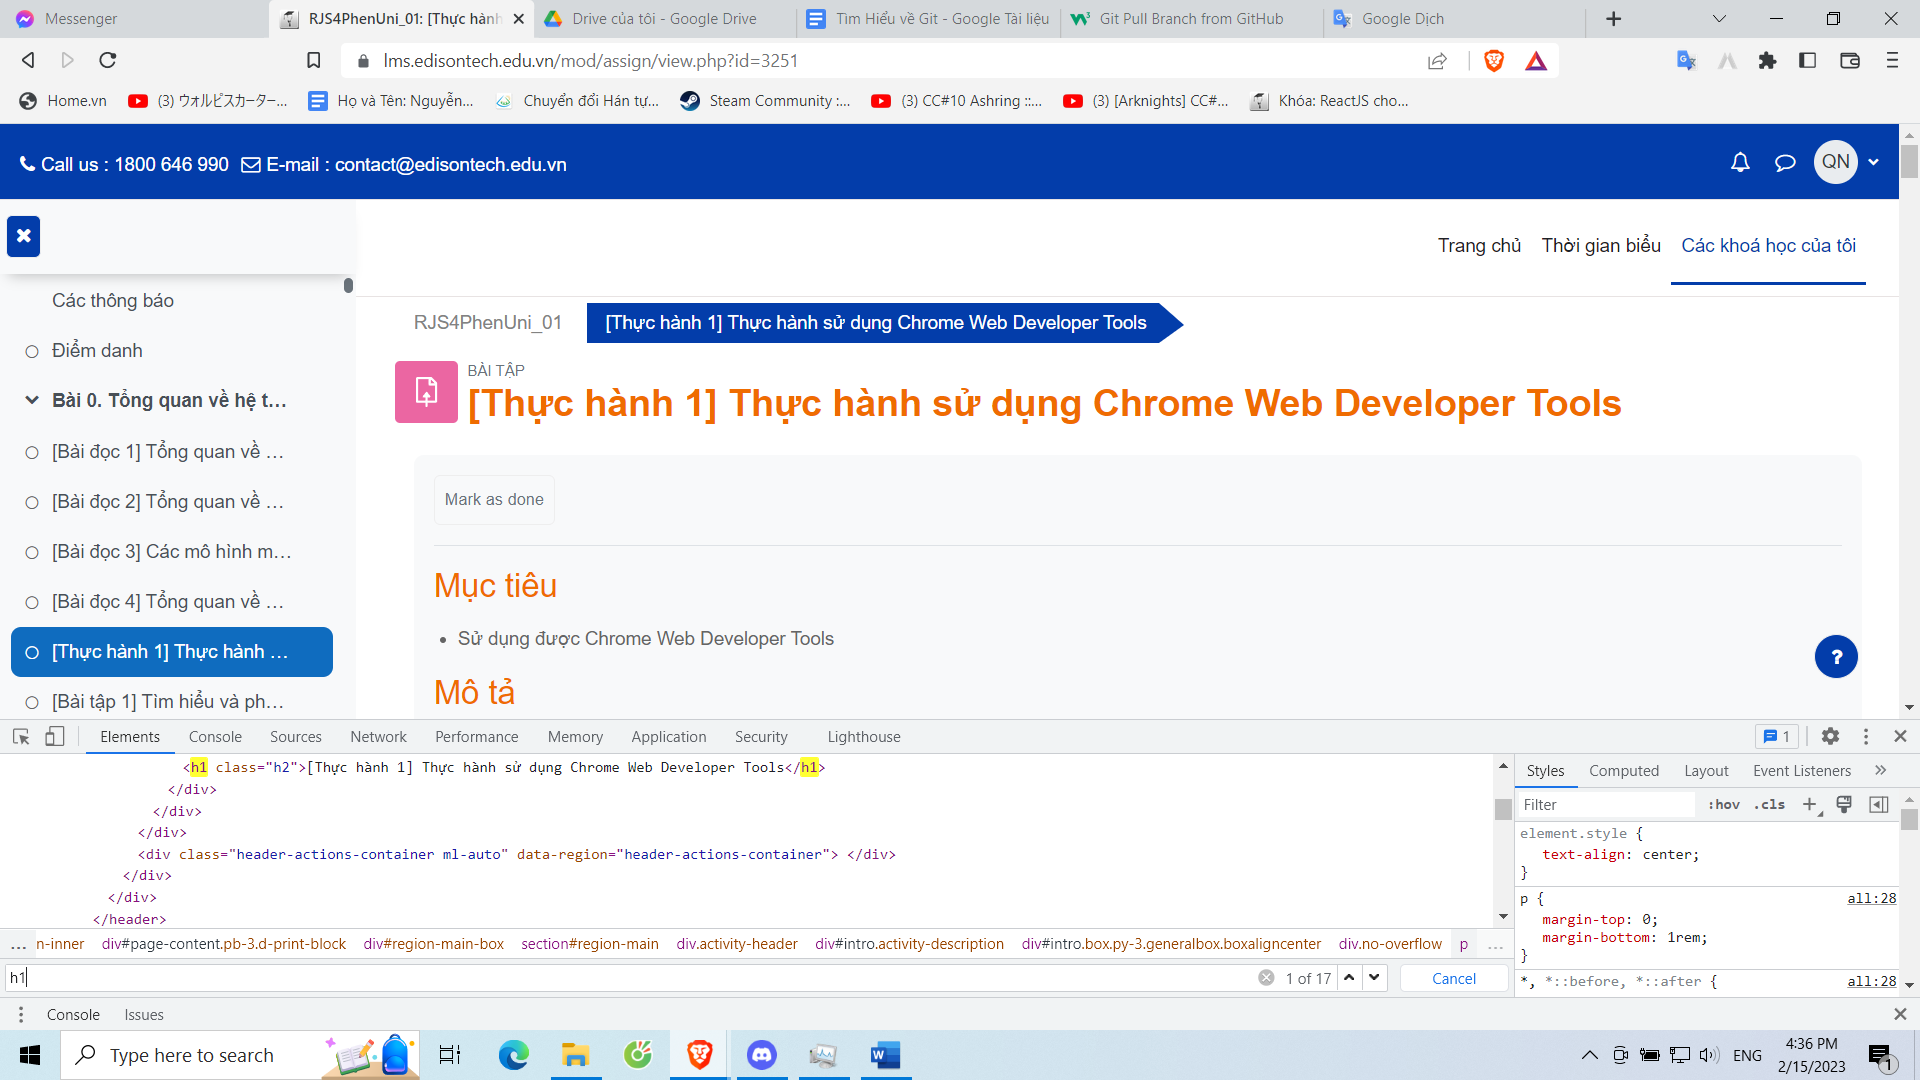 Messenger
RJS4PhenUni_01: [Thực hành
Drive của tôi - Google Drive
Tìm Hiểu về Git - Google Tài liệu
Git Pull Branch from GitHub
Google Dịch
lms.edisontech.edu.vn/mod/assign/view.php?id=3251
Home.vn
(3) ウォルピスカーター...
Họ và Tên: Nguyễn...
Chuyển đổi Hán tự...
Steam Community :...
(3) CC#10 Ashring ::...
(3) [Arknights] CC#...
Khóa: ReactJS cho...
Call us : 1800 646 990 E-mail : contact@edisontech.edu.vn
QN
Trang chủ Thời gian biểu Các khoá học của tôi
Các thông báo
Điểm danh
Bài 0. Tổng quan về hệ t...
[Bài đọc 1] Tổng quan về ...
[Bài đọc 2] Tổng quan về ...
[Bài đọc 3] Các mô hình m...
[Bài đọc 4] Tổng quan về ...
[Thực hành 1] Thực hành ...
[Bài tập 1] Tìm hiểu và ph...
RJS4PhenUni_01 [Thực hành 1] Thực hành sử dụng Chrome Web Developer Tools
BÀI TẬP
[Thực hành 1] Thực hành sử dụng Chrome Web Developer Tools
Mark as done
Mục tiêu
• Sử dụng được Chrome Web Developer Tools
Mô tả
?
Elements Console Sources Network Performance Memory Application Security Lighthouse
1
<h1 class="h2">[Thực hành 1] Thực hành sử dụng Chrome Web Developer Tools</h1>
</div>
</div>
</div>
<div class="header-actions-container ml-auto" data-region="header-actions-container"> </div>
</div>
</div>
</header>
... n-inner div#page-content.pb-3.d-print-block div#region-main-box section#region-main div.activity-header div#intro.activity-description div#intro.box.py-3.generalbox.boxaligncenter div.no-overflow p ...
h1
1 of 17
Cancel
Styles Computed Layout Event Listeners »
Filter
:hov .cls +
element.style {
text-align: center;
}
p { all:28
margin-top: 0;
margin-bottom: 1rem;
}
*, *::before, *::after { all:28
Console Issues
Type here to search
ENG
4:36 PM
2/15/2023
1